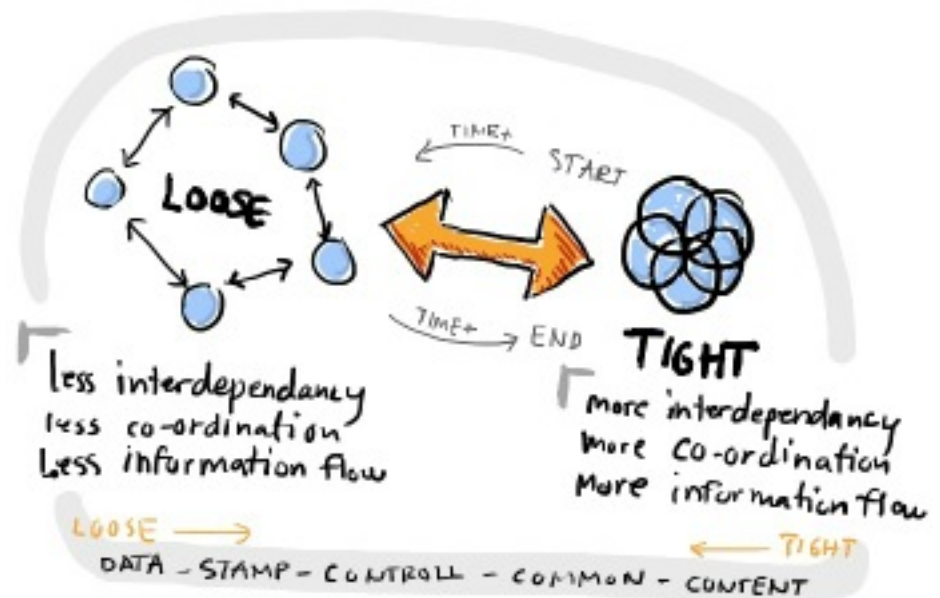 LOOSE
TIME+
START
TIME+
END
TIGHT
less interdependancy
less co-ordination
Less information flow
more interdependancy
more co-ordination
More information flow
LOOSE
TIGHT
DATA - STAMP - CONTROLL - COMMON - CONTENT